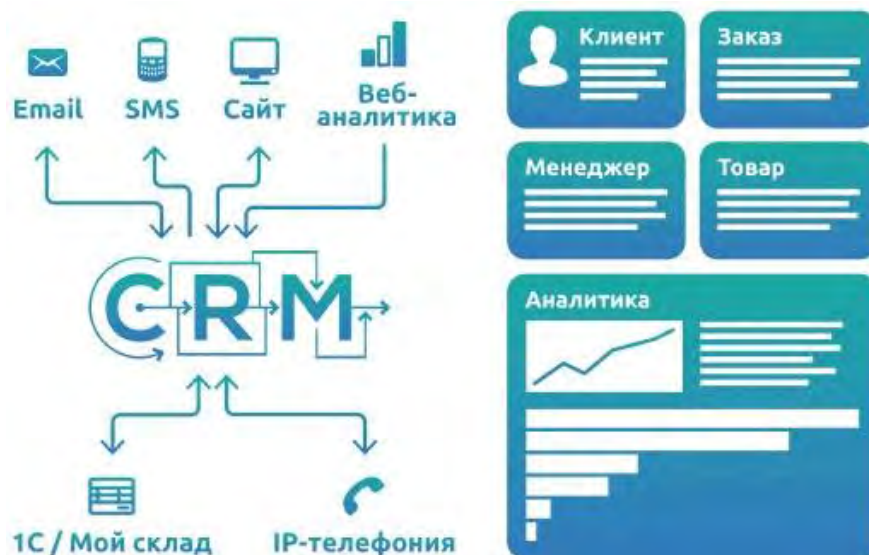 Email
SMS
Сайт
Веб-
аналитика
CRM
1С / Мой склад
IP-телефония
Клиент
Заказ
Менеджер
Товар
Аналитика